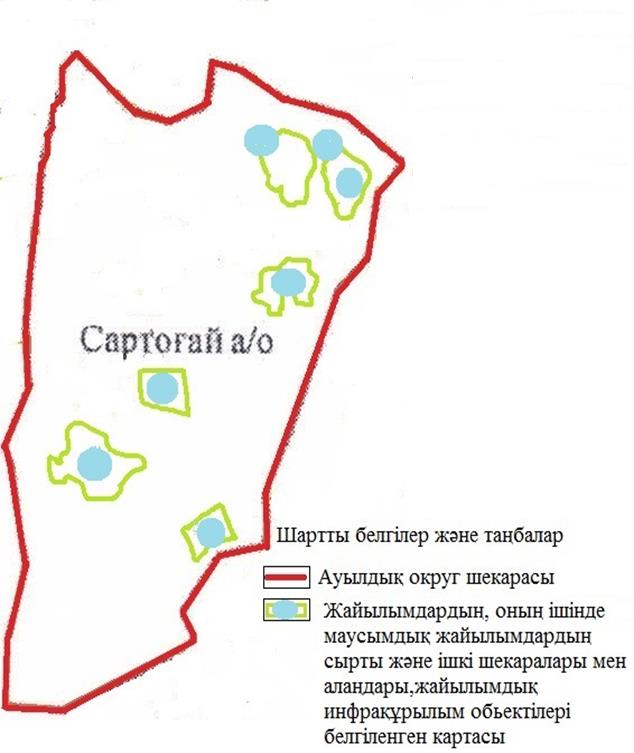 Сартоғай а/о
Шартты белгілер және таңбалар
Ауылдық округ шекарасы
Жайылымдардың, оның ішінде
маусымдық жайылымдардың
сырты және ішкі шекаралары мен
аландары,жайылымдық
инфрақұрылым обьектілері
белгіленген картасы